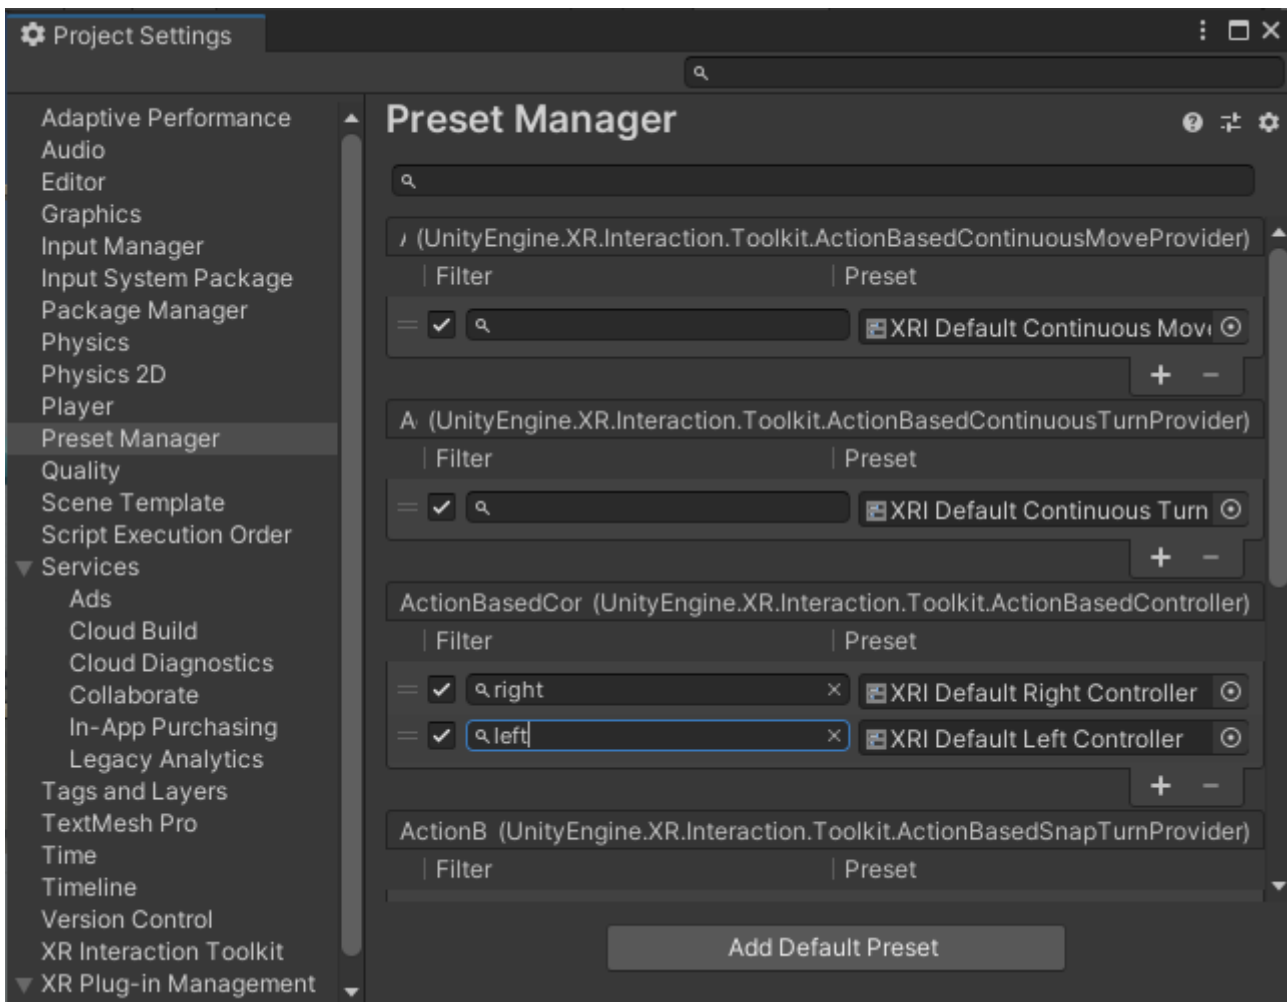 Project Settings
Adaptive Performance
Audio
Editor
Graphics
Input Manager
Input System Package
Package Manager
Physics
Physics 2D
Player
Preset Manager
Quality
Scene Template
Script Execution Order
Services
Ads
Cloud Build
Cloud Diagnostics
Collaborate
In-App Purchasing
Legacy Analytics
Tags and Layers
TextMesh Pro
Time
Timeline
Version Control
XR Interaction Toolkit
XR Plug-in Management
Preset Manager
(UnityEngine.XR.Interaction.Toolkit.ActionBasedContinuousMoveProvider)
Filter Preset
XRI Default Continuous Move
+ −
A (UnityEngine.XR.Interaction.Toolkit.ActionBasedContinuousTurnProvider)
Filter Preset
XRI Default Continuous Turn
+ −
ActionBasedCor (UnityEngine.XR.Interaction.Toolkit.ActionBasedController)
Filter Preset
right XRI Default Right Controller
left XRI Default Left Controller
+ −
ActionB (UnityEngine.XR.Interaction.Toolkit.ActionBasedSnapTurnProvider)
Filter Preset
Add Default Preset